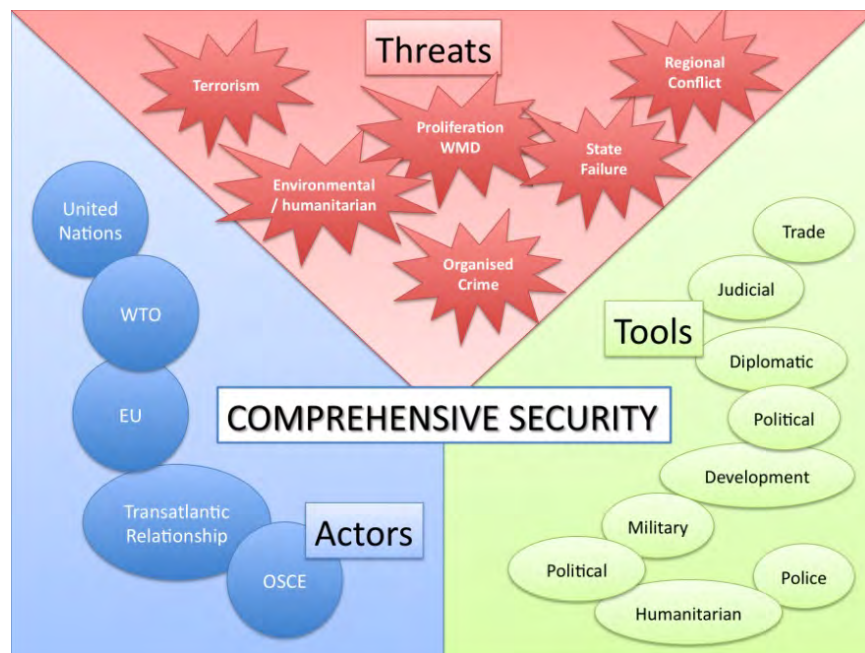 Threats
Terrorism
Regional
Conflict
Proliferation
WMD
State
Failure
Environmental
/ humanitarian
Organised
Crime
United
Nations
WTO
EU
Transatlantic
Relationship
OSCE
Actors
COMPREHENSIVE SECURITY
Tools
Trade
Judicial
Diplomatic
Political
Development
Military
Political
Police
Humanitarian